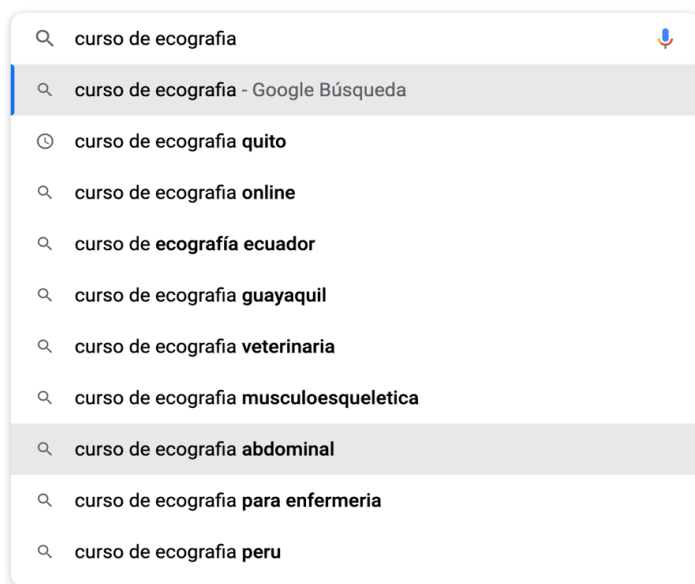 curso de ecografia
curso de ecografia - Google Búsqueda
curso de ecografia quito
curso de ecografia online
curso de ecografía ecuador
curso de ecografia guayaquil
curso de ecografia veterinaria
curso de ecografia musculoesqueletica
curso de ecografia abdominal
curso de ecografia para enfermeria
curso de ecografia peru